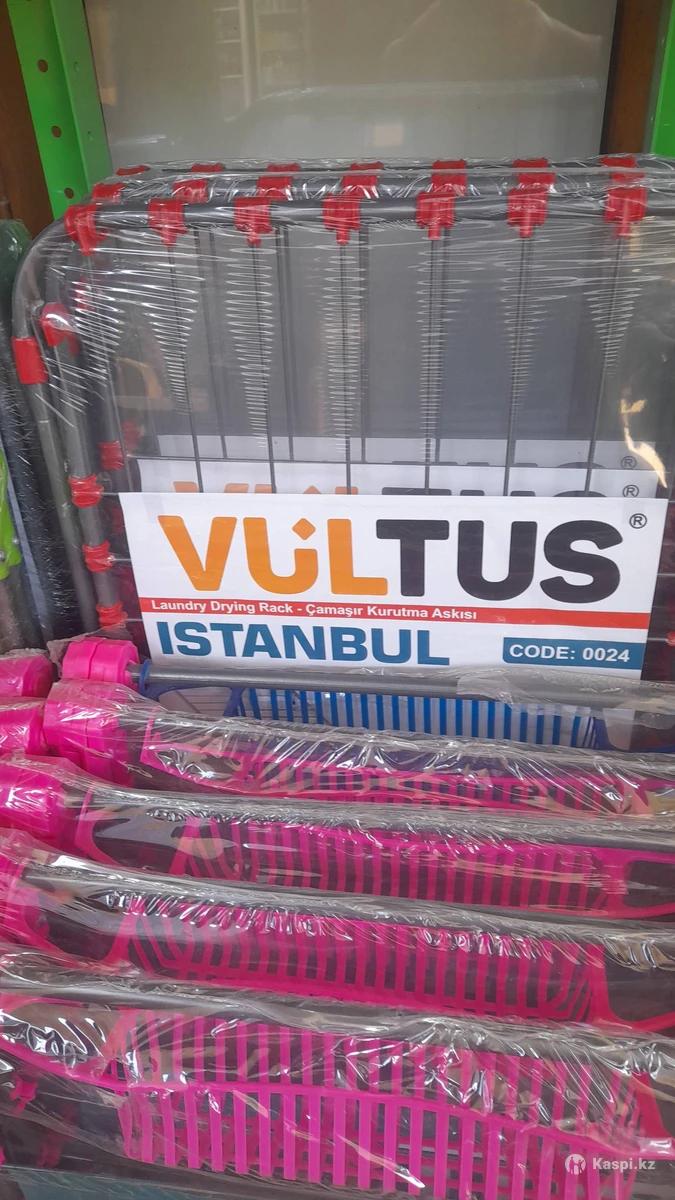 VULTUS®
Laundry Drying Rack - Çamaşır Kurutma Askısı
ISTANBUL
CODE: 0024
Kaspi.kz